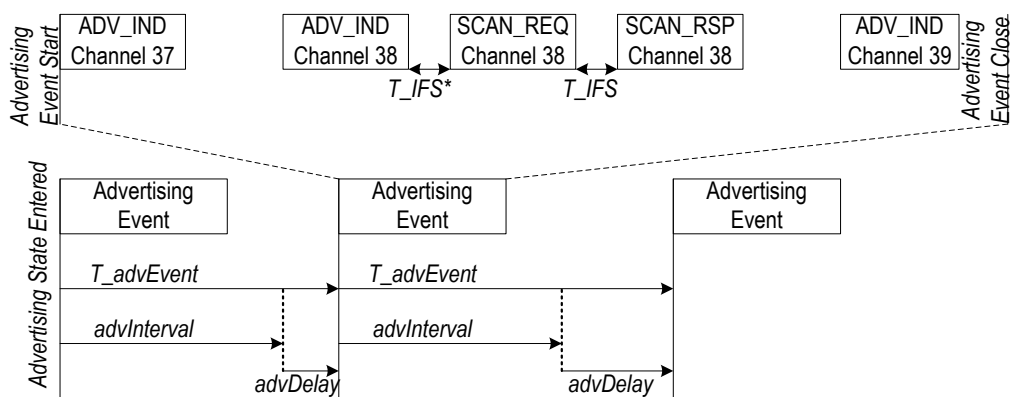 Advertising
Event Start
ADV_IND
Channel 37
ADV_IND
Channel 38
SCAN_REQ
Channel 38
SCAN_RSP
Channel 38
ADV_IND
Channel 39
T_IFS*
T_IFS
Advertising
Event Close
Advertising State Entered
Advertising
Event
Advertising
Event
Advertising
Event
T_advEvent
T_advEvent
advInterval
advInterval
advDelay
advDelay